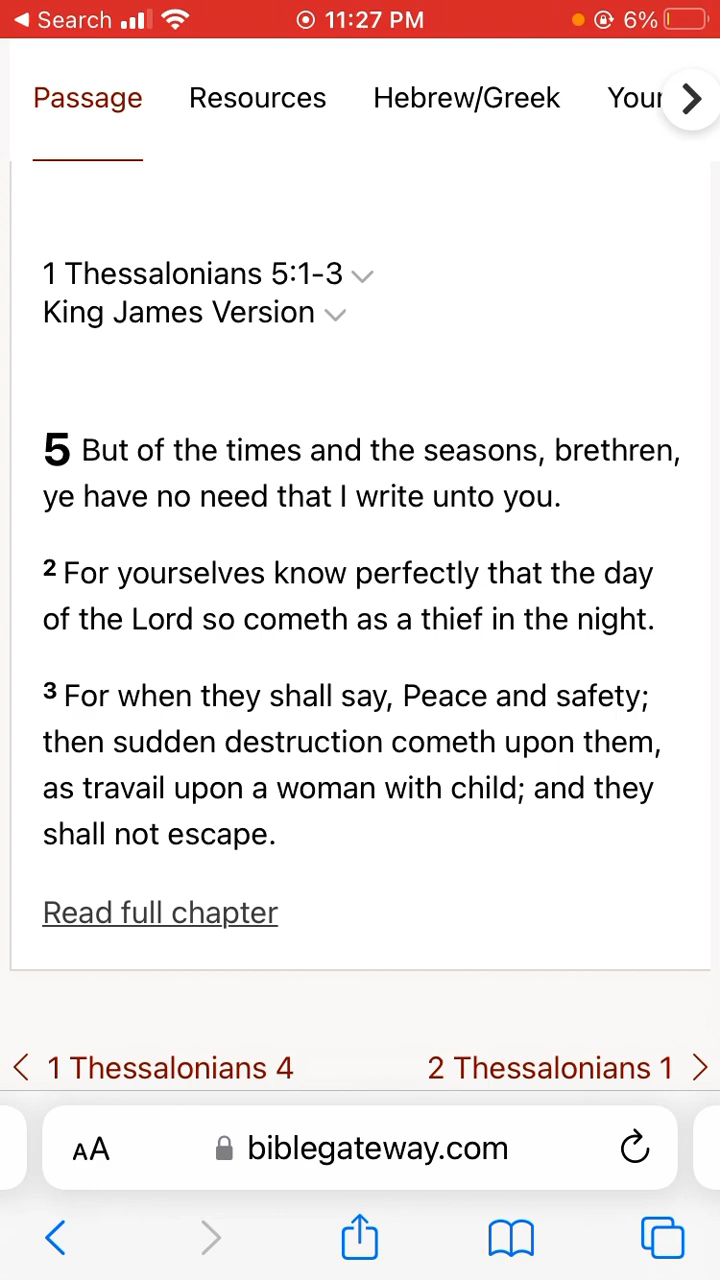 Search 11:27 PM 6%
Passage Resources Hebrew/Greek Your
1 Thessalonians 5:1-3
King James Version
5 But of the times and the seasons, brethren,
ye have no need that I write unto you.
2 For yourselves know perfectly that the day
of the Lord so cometh as a thief in the night.
3 For when they shall say, Peace and safety;
then sudden destruction cometh upon them,
as travail upon a woman with child; and they
shall not escape.
Read full chapter
1 Thessalonians 4 2 Thessalonians 1
AA biblegateway.com